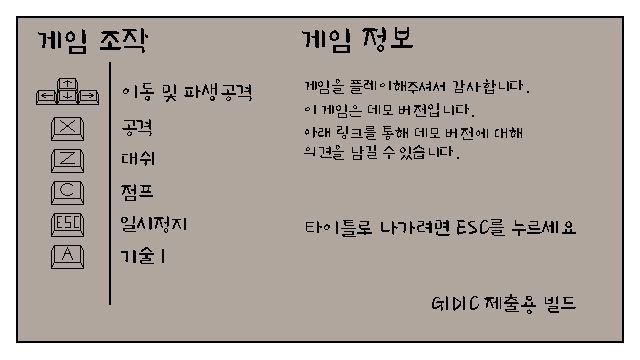 게임 조작
↑
← ↓ → 이동 및 파생공격
X 공격
Z 대쉬
C 점프
ESC 일시정지
A 기술 1
게임 정보
게임을 플레이해주셔서 감사합니다.
이 게임은 데모 버전입니다.
아래 링크를 통해 데모 버전에 대해
의견을 남길 수 있습니다.
타이틀로 나가려면 ESC를 누르세요
GIDIC 제출용 빌드